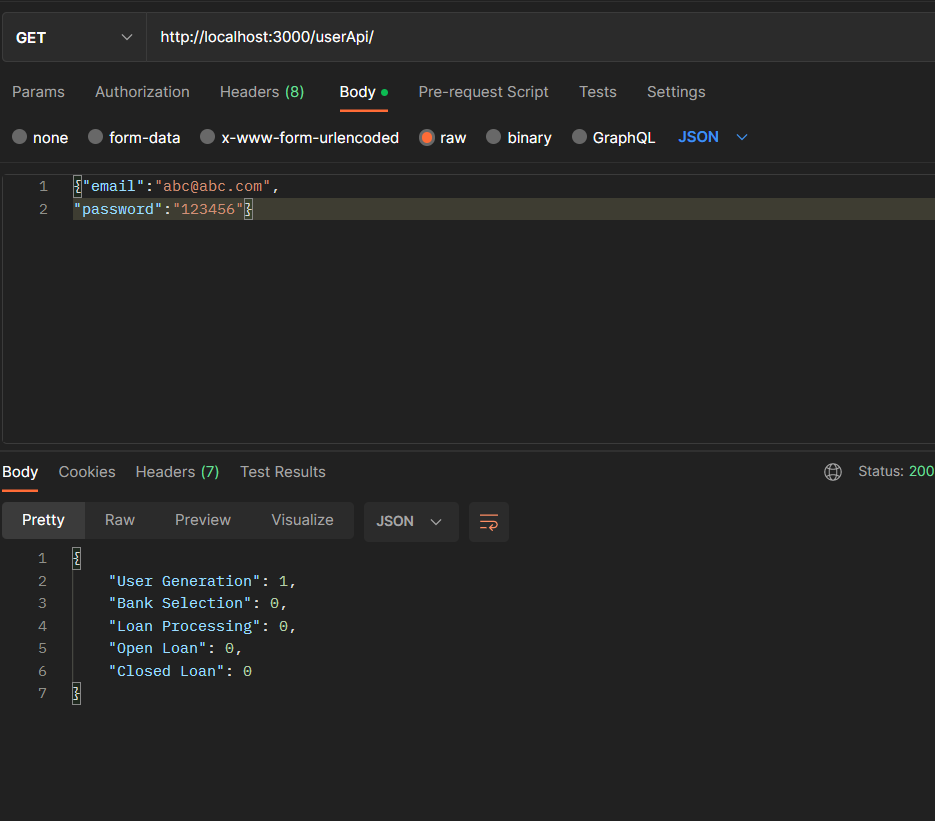 GET http://localhost:3000/userApi/
Params Authorization Headers (8) Body Pre-request Script Tests Settings
none form-data x-www-form-urlencoded raw binary GraphQL JSON
1 {"email":"abc@abc.com",
2 "password":"123456"}
Body Cookies Headers (7) Test Results Status: 200
Pretty Raw Preview Visualize JSON
1 {
2 "User Generation": 1,
3 "Bank Selection": 0,
4 "Loan Processing": 0,
5 "Open Loan": 0,
6 "Closed Loan": 0
7 }